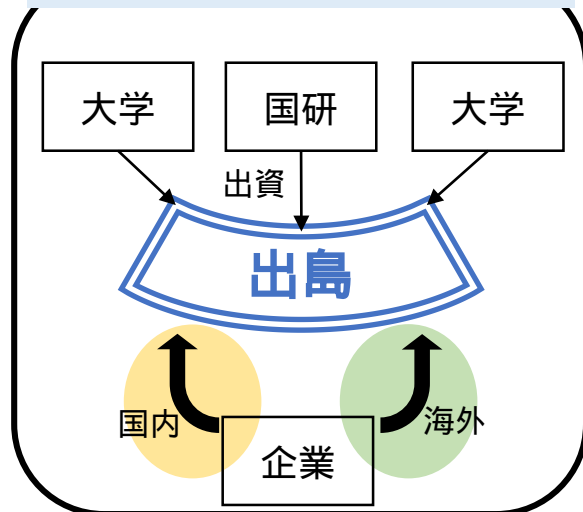 大学
国研
大学
出資
出島
国内
海外
企業